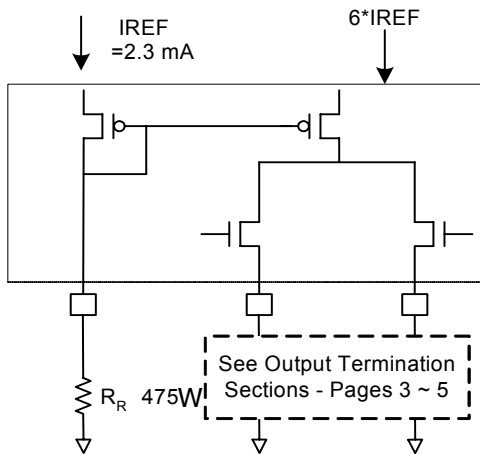 IREF
=2.3 mA
6*IREF
See Output Termination
Sections - Pages 3 ~ 5
RR 475W